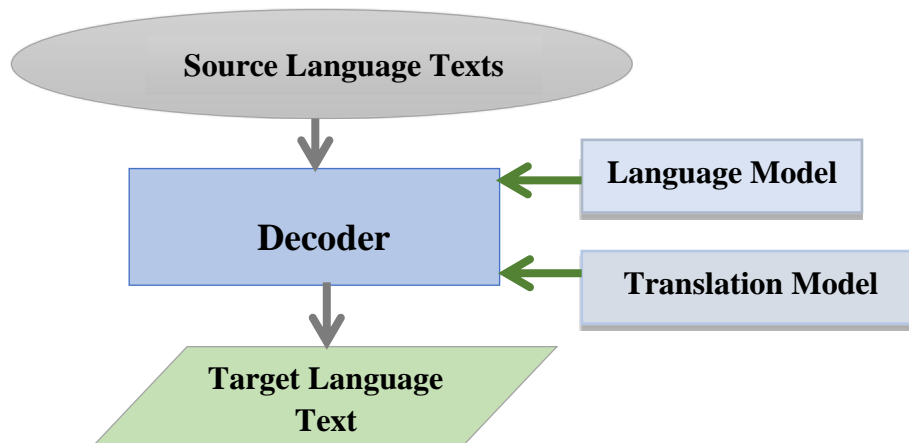 Source Language Texts
Language Model
Decoder
Translation Model
Target Language
Text